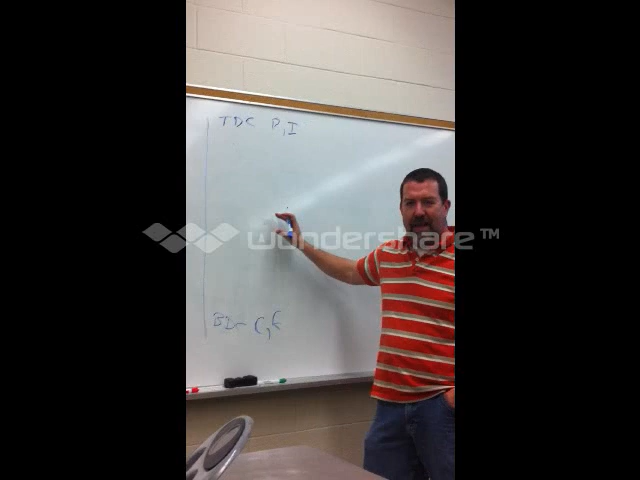 TDC P, I
wondershare™
C, E